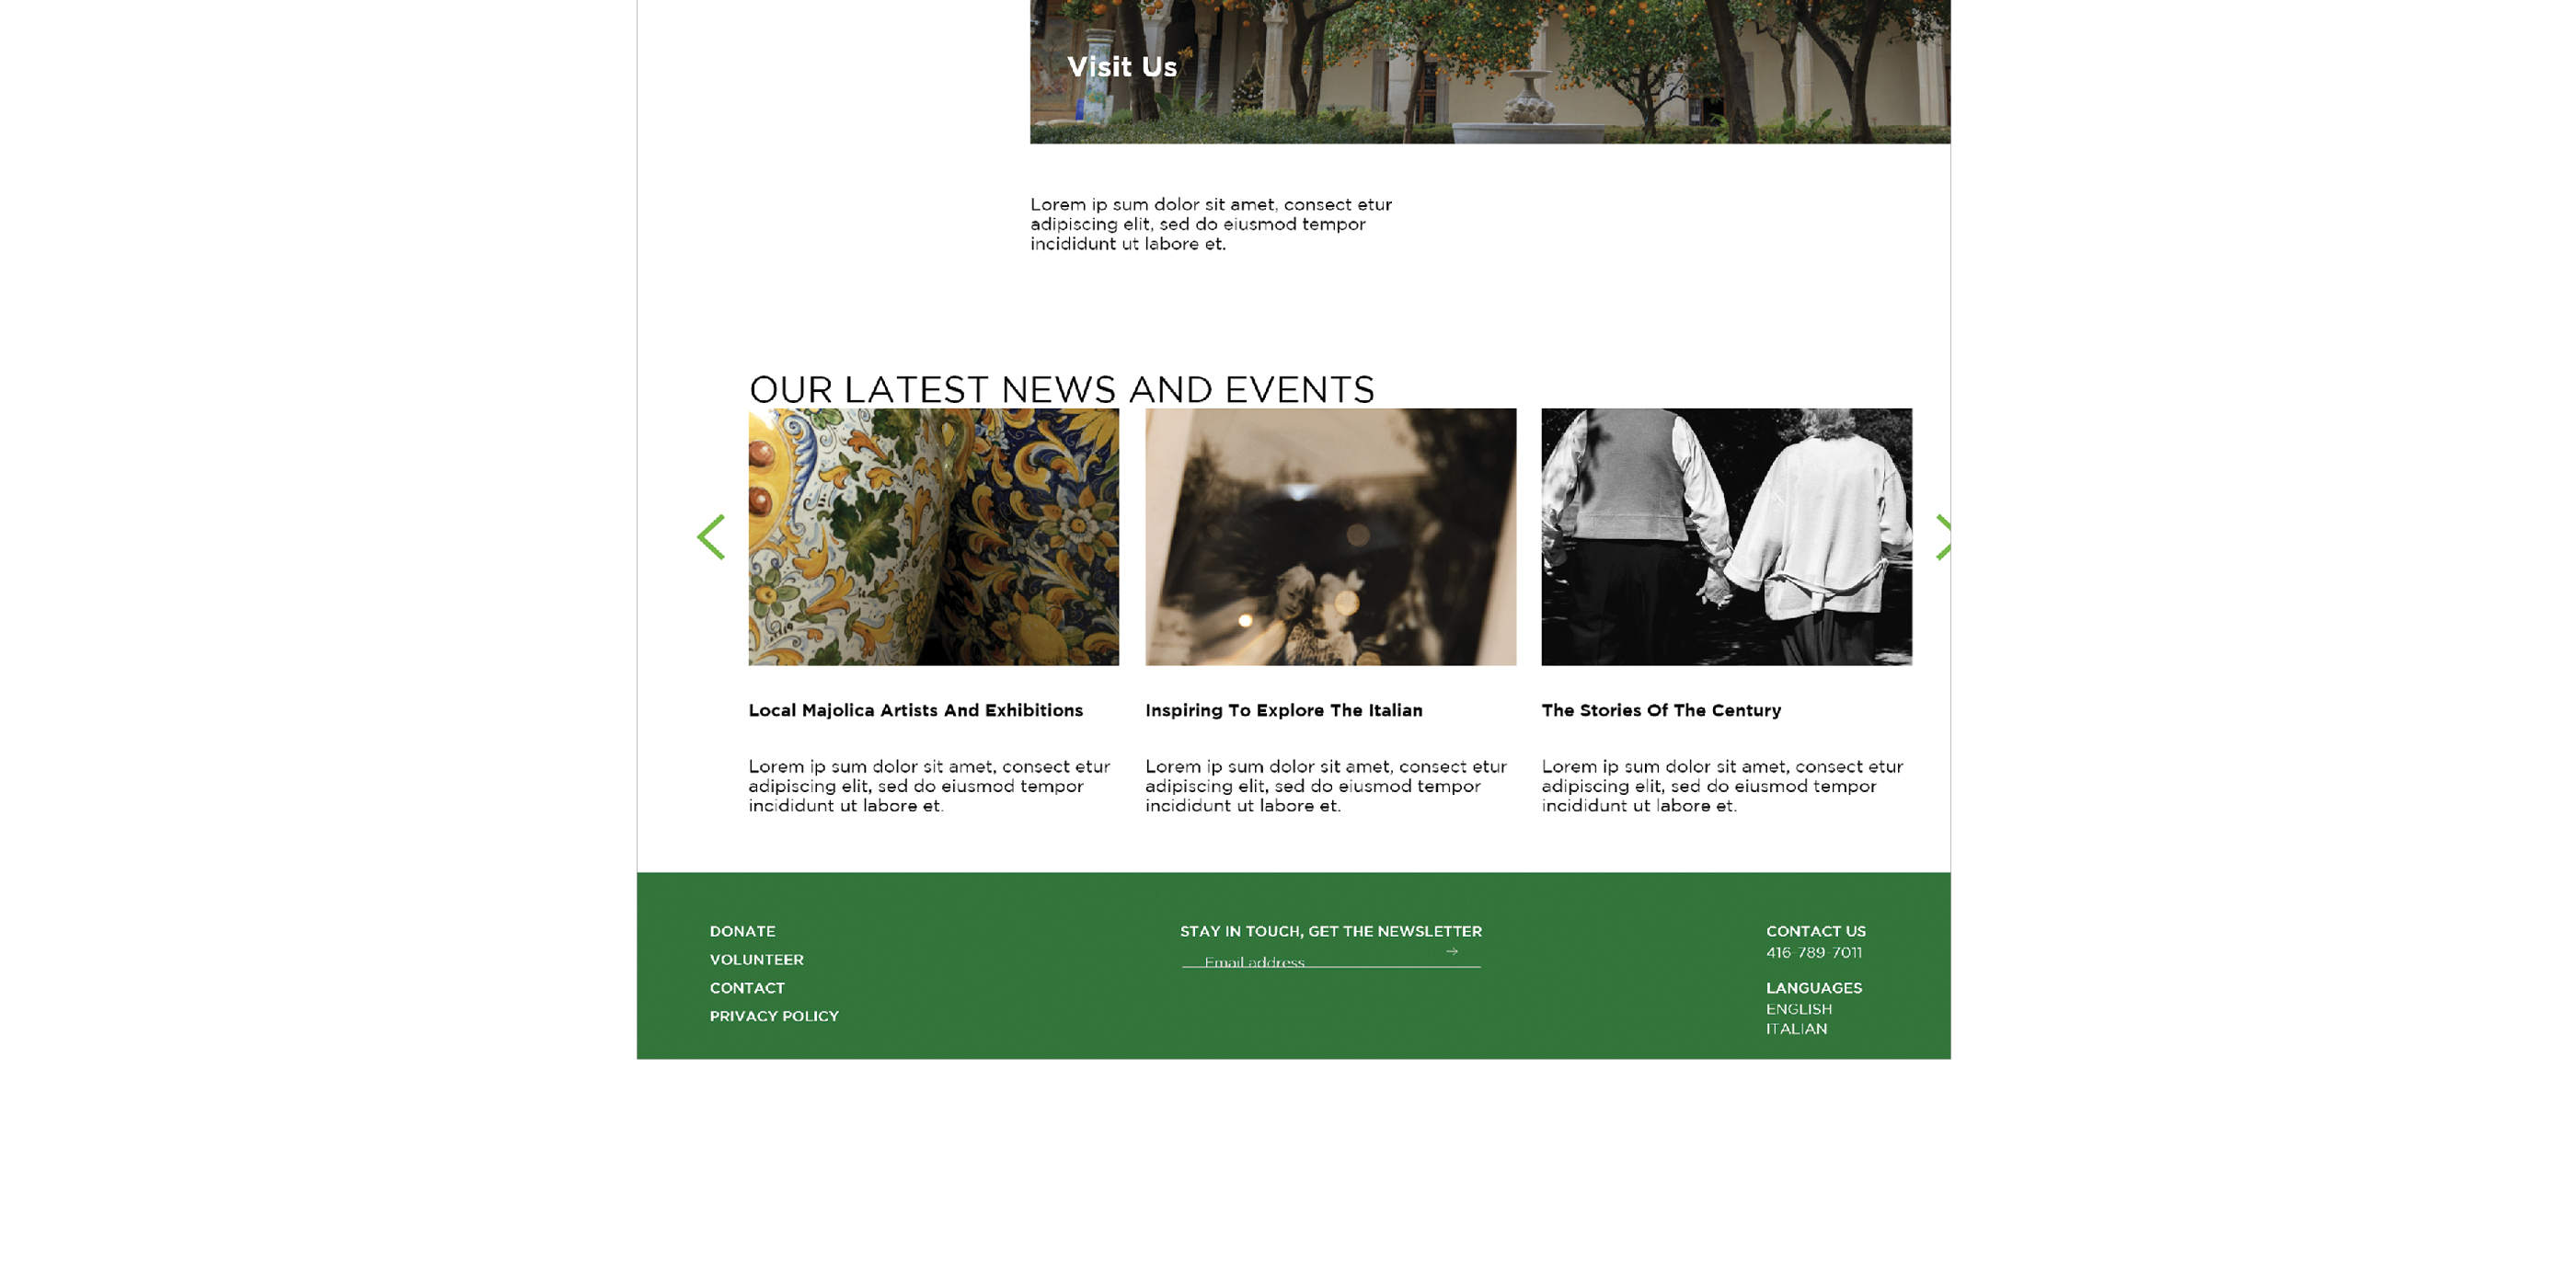 Visit Us
Lorem ip sum dolor sit amet, consect etur
adipiscing elit, sed do eiusmod tempor
incididunt ut labore et.
OUR LATEST NEWS AND EVENTS
Local Majolica Artists And Exhibitions
Lorem ip sum dolor sit amet, consect etur
adipiscing elit, sed do eiusmod tempor
incididunt ut labore et.
Inspiring To Explore The Italian
Lorem ip sum dolor sit amet, consect etur
adipiscing elit, sed do eiusmod tempor
incididunt ut labore et.
The Stories Of The Century
Lorem ip sum dolor sit amet, consect etur
adipiscing elit, sed do eiusmod tempor
incididunt ut labore et.
DONATE
VOLUNTEER
CONTACT
PRIVACY POLICY
STAY IN TOUCH, GET THE NEWSLETTER
Email address
CONTACT US
416-789-7011
LANGUAGES
ENGLISH
ITALIAN